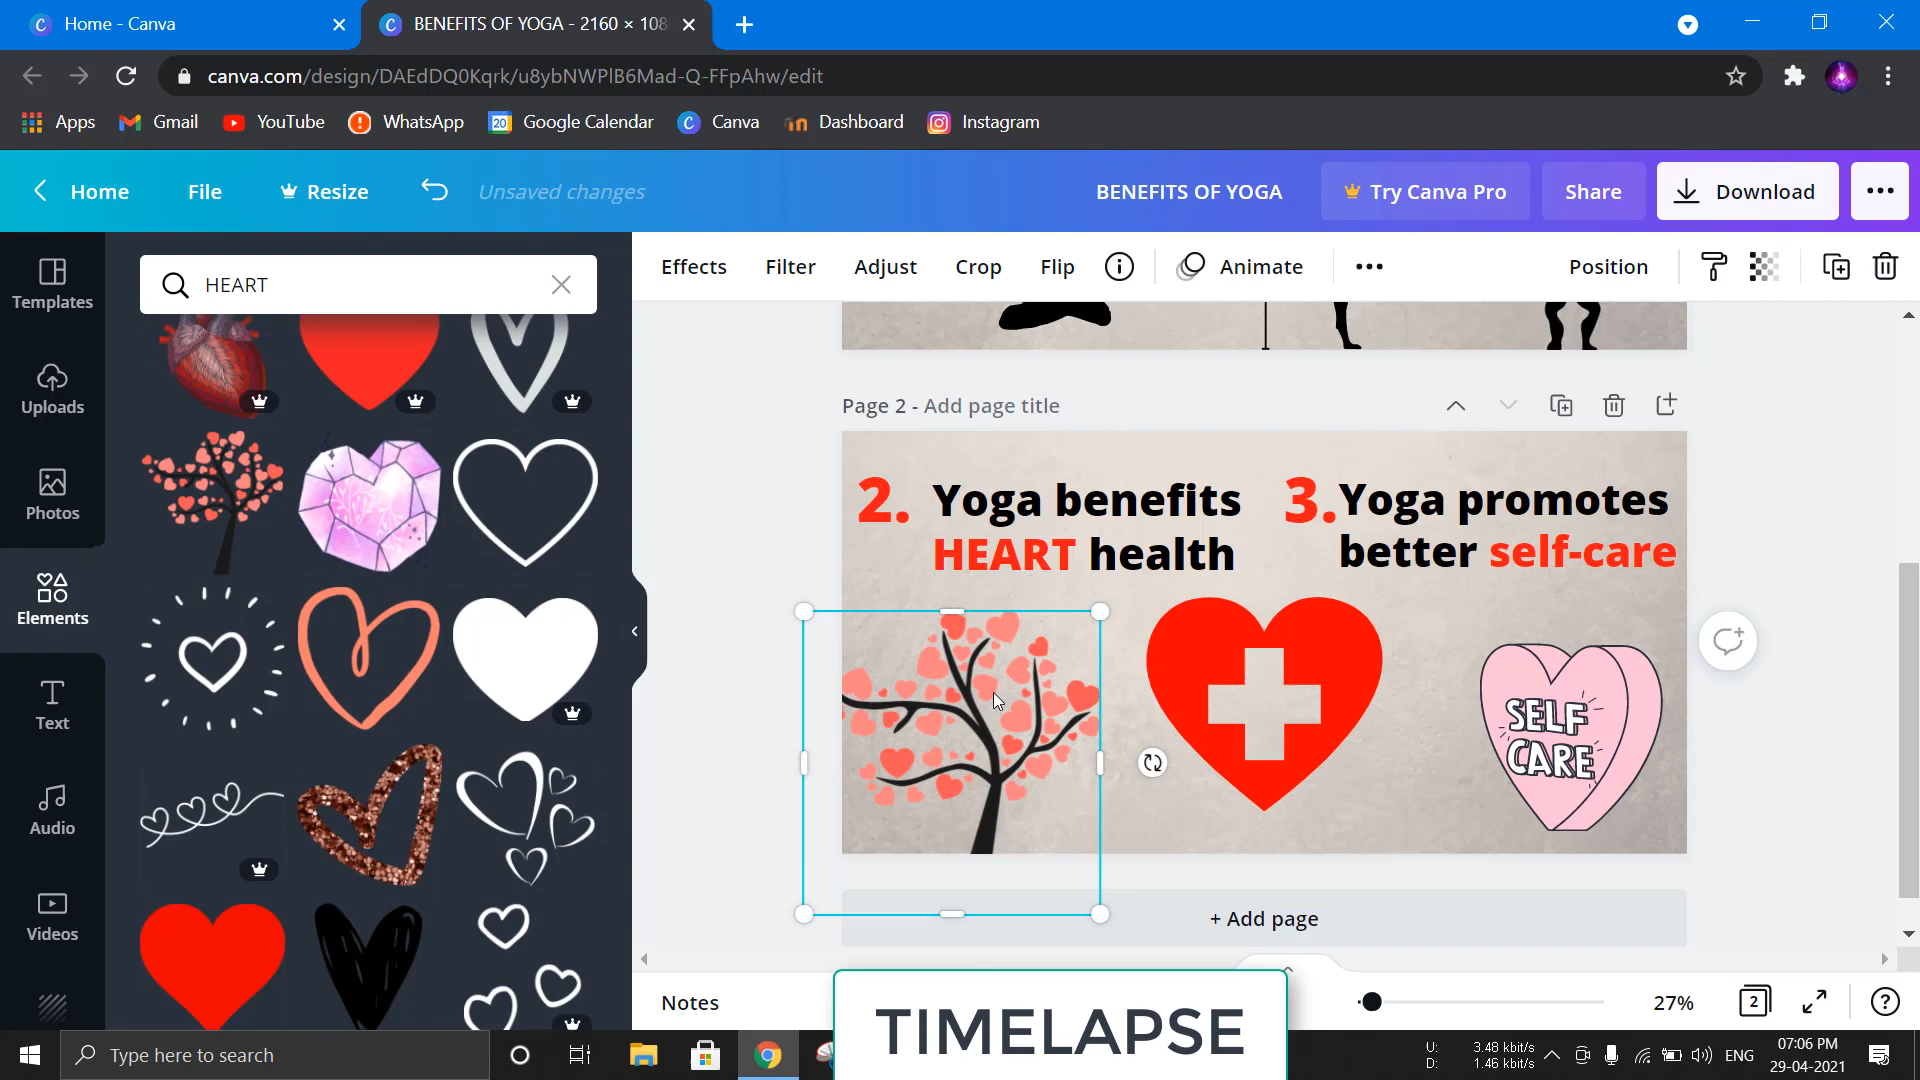 Home - Canva
BENEFITS OF YOGA - 2160 × 108
canva.com/design/DAEdDQ0Kqrk/u8ybNWPlB6Mad-Q-FFpAhw/edit
Apps
Gmail
YouTube
WhatsApp
20
Google Calendar
Canva
Dashboard
Instagram
Home
File
Resize
Unsaved changes
BENEFITS OF YOGA
Try Canva Pro
Share
Download
Templates
Uploads
Photos
Elements
Text
Audio
Videos
HEART
Effects
Filter
Adjust
Crop
Flip
Animate
Position
Page 2 - Add page title
2. Yoga benefits
HEART health
3. Yoga promotes
better self-care
SELF
CARE
+ Add page
Notes
27%
2
TIMELAPSE
Type here to search
U: 3.48 kbit/s
D: 1.46 kbit/s
ENG
07:06 PM
29-04-2021